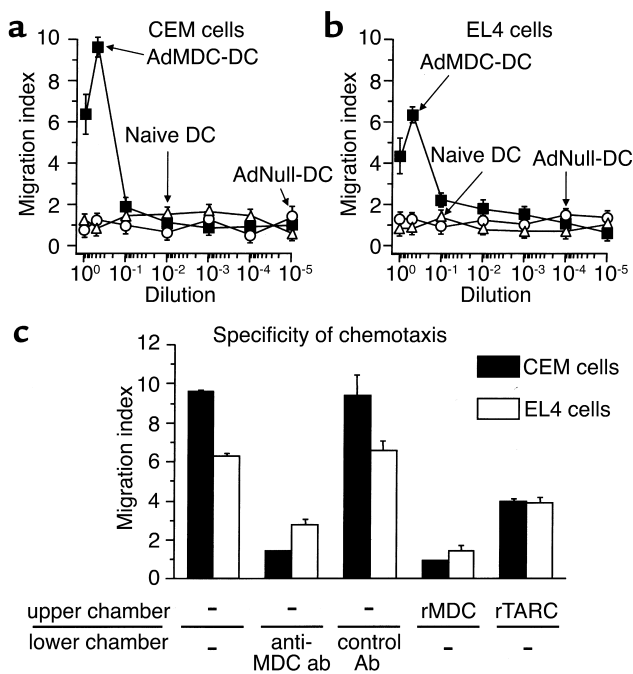 a
CEM cells
10
8
6
4
2
0
Migration index
AdMDC-DC
Naive DC
AdNull-DC
10⁰ 10⁻¹ 10⁻² 10⁻³ 10⁻⁴ 10⁻⁵
Dilution
b
EL4 cells
10
8
6
4
2
0
Migration index
AdMDC-DC
Naive DC
AdNull-DC
10⁰ 10⁻¹ 10⁻² 10⁻³ 10⁻⁴ 10⁻⁵
Dilution
c
Specificity of chemotaxis
12
10
8
6
4
2
0
Migration index
CEM cells
EL4 cells
upper chamber - - - rMDC rTARC
lower chamber - anti- control - -
MDC ab Ab